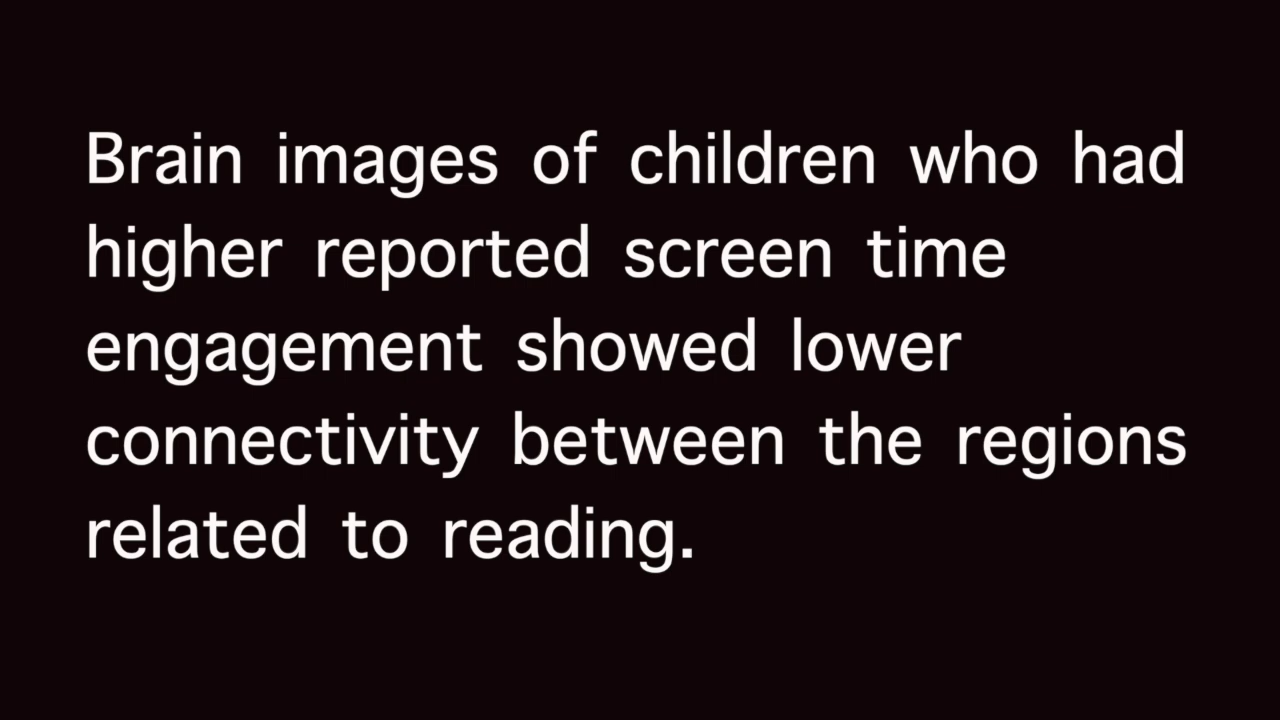 Brain images of children who had
higher reported screen time
engagement showed lower
connectivity between the regions
related to reading.